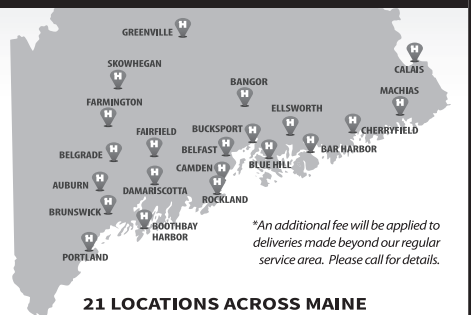 GREENVILLE
SKOWHEGAN
CALAIS
BANGOR
MACHIAS
FARMINGTON
ELLSWORTH
FAIRFIELD
BUCKSPORT
CHERRYFIELD
BELGRADE
BELFAST
BAR HARBOR
BLUE HILL
CAMDEN
AUBURN
DAMARISCOTTA
ROCKLAND
BRUNSWICK
BOOTHBAY
HARBOR
PORTLAND
*An additional fee will be applied to
deliveries made beyond our regular
service area. Please call for details.
21 LOCATIONS ACROSS MAINE